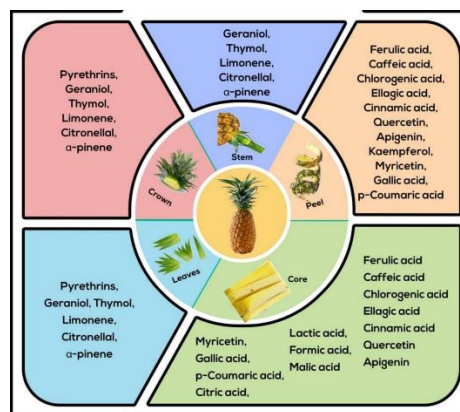 Pyrethrins,
Geraniol,
Thymol,
Limonene,
Citronellal,
α-pinene
Geraniol,
Thymol,
Limonene,
Citronellal,
α-pinene
Ferulic acid,
Caffeic acid,
Chlorogenic acid,
Ellagic acid,
Cinnamic acid,
Quercetin,
Apigenin,
Kaempferol,
Myricetin,
Gallic acid,
p-Coumaric acid
Crown
Stem
Peel
Leaves
Core
Pyrethrins,
Geraniol, Thymol,
Limonene,
Citronellal,
α-pinene
Myricetin,
Gallic acid,
p-Coumaric acid,
Citric acid,
Lactic acid,
Formic acid,
Malic acid
Ferulic acid
Caffeic acid
Chlorogenic acid
Ellagic acid
Cinnamic acid
Quercetin
Apigenin